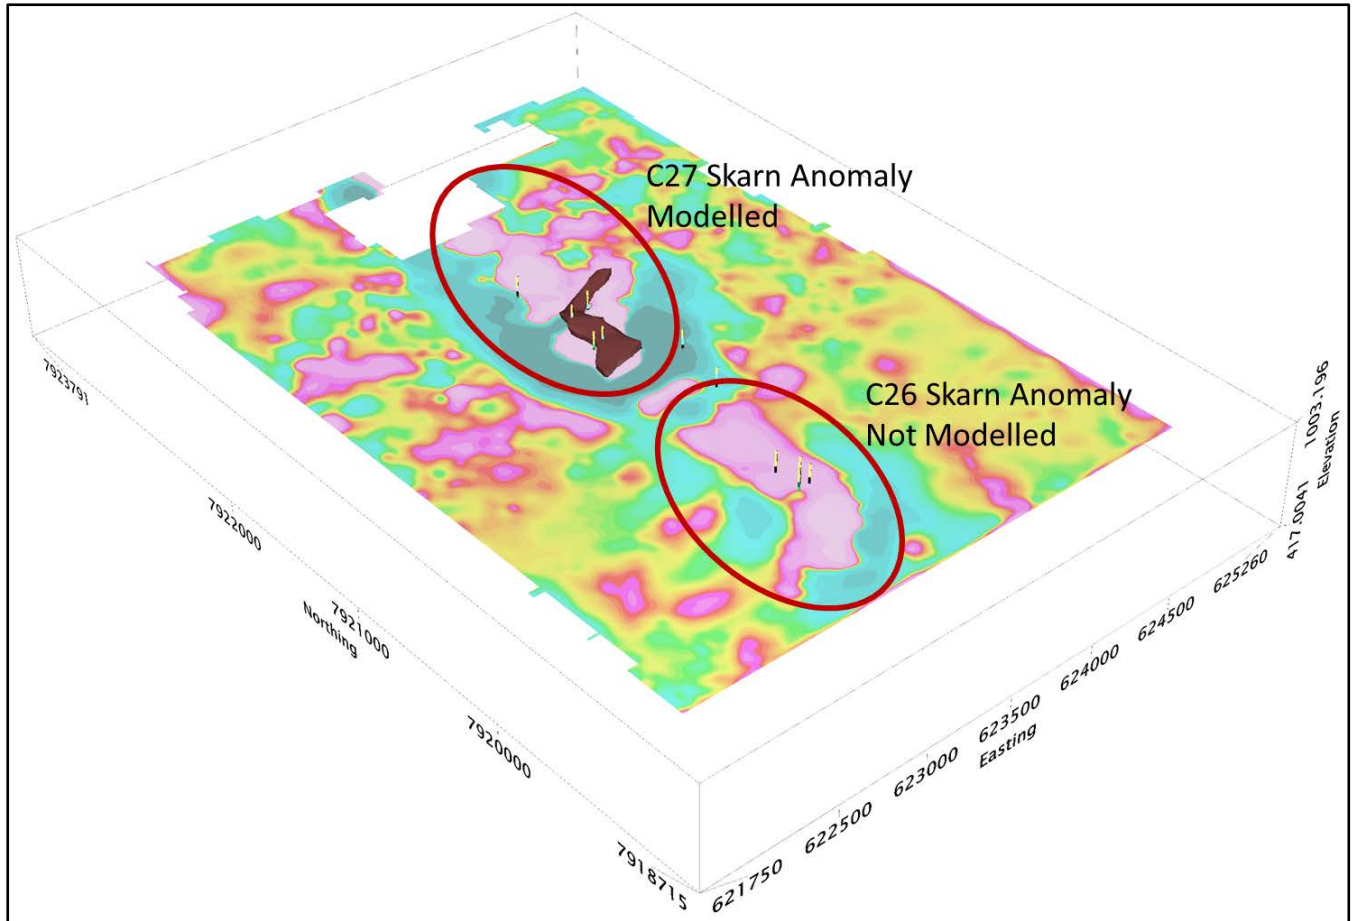 C27 Skarn Anomaly
Modelled
C26 Skarn Anomaly
Not Modelled
1003.196
Elevation
417.0041
7923791
7922000
7921000
Northing
7920000
7918715
621750
622500
623000
623500
Easting
624000
624500
625260